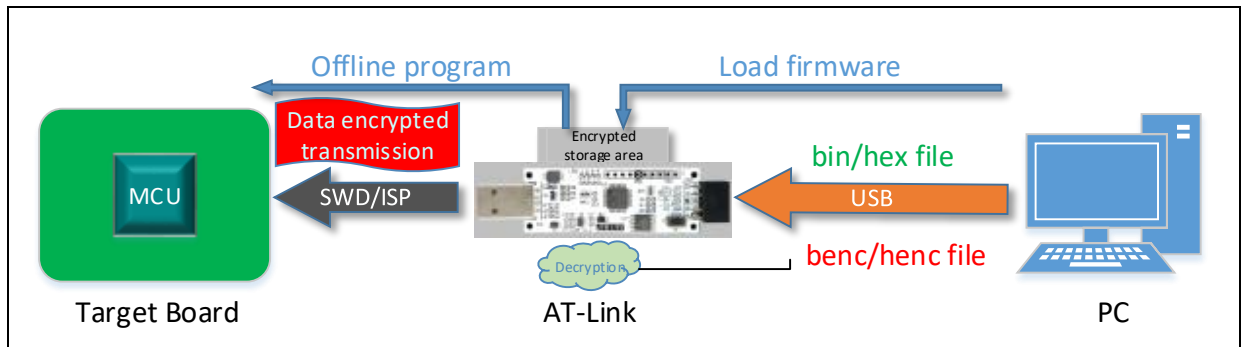 Offline program
Load firmware
Data encrypted
transmission
Encrypted
storage area
bin/hex file
MCU
SWD/ISP
USB
Decryption
benc/henc file
Target Board
AT-Link
PC